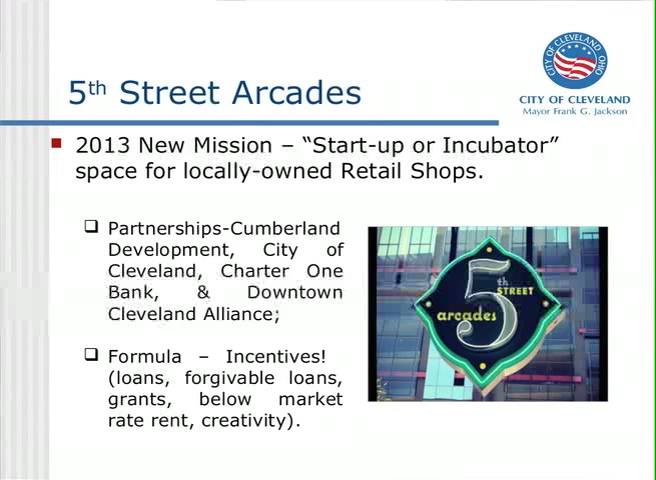 5th Street Arcades
CITY OF CLEVELAND OHIO
CITY OF CLEVELAND
Mayor Frank G. Jackson
2013 New Mission – “Start-up or Incubator”
space for locally-owned Retail Shops.
Partnerships-Cumberland
Development, City of
Cleveland, Charter One
Bank, & Downtown
Cleveland Alliance;
Formula – Incentives!
(loans, forgivable loans,
grants, below market
rate rent, creativity).
5th STREET
arcades